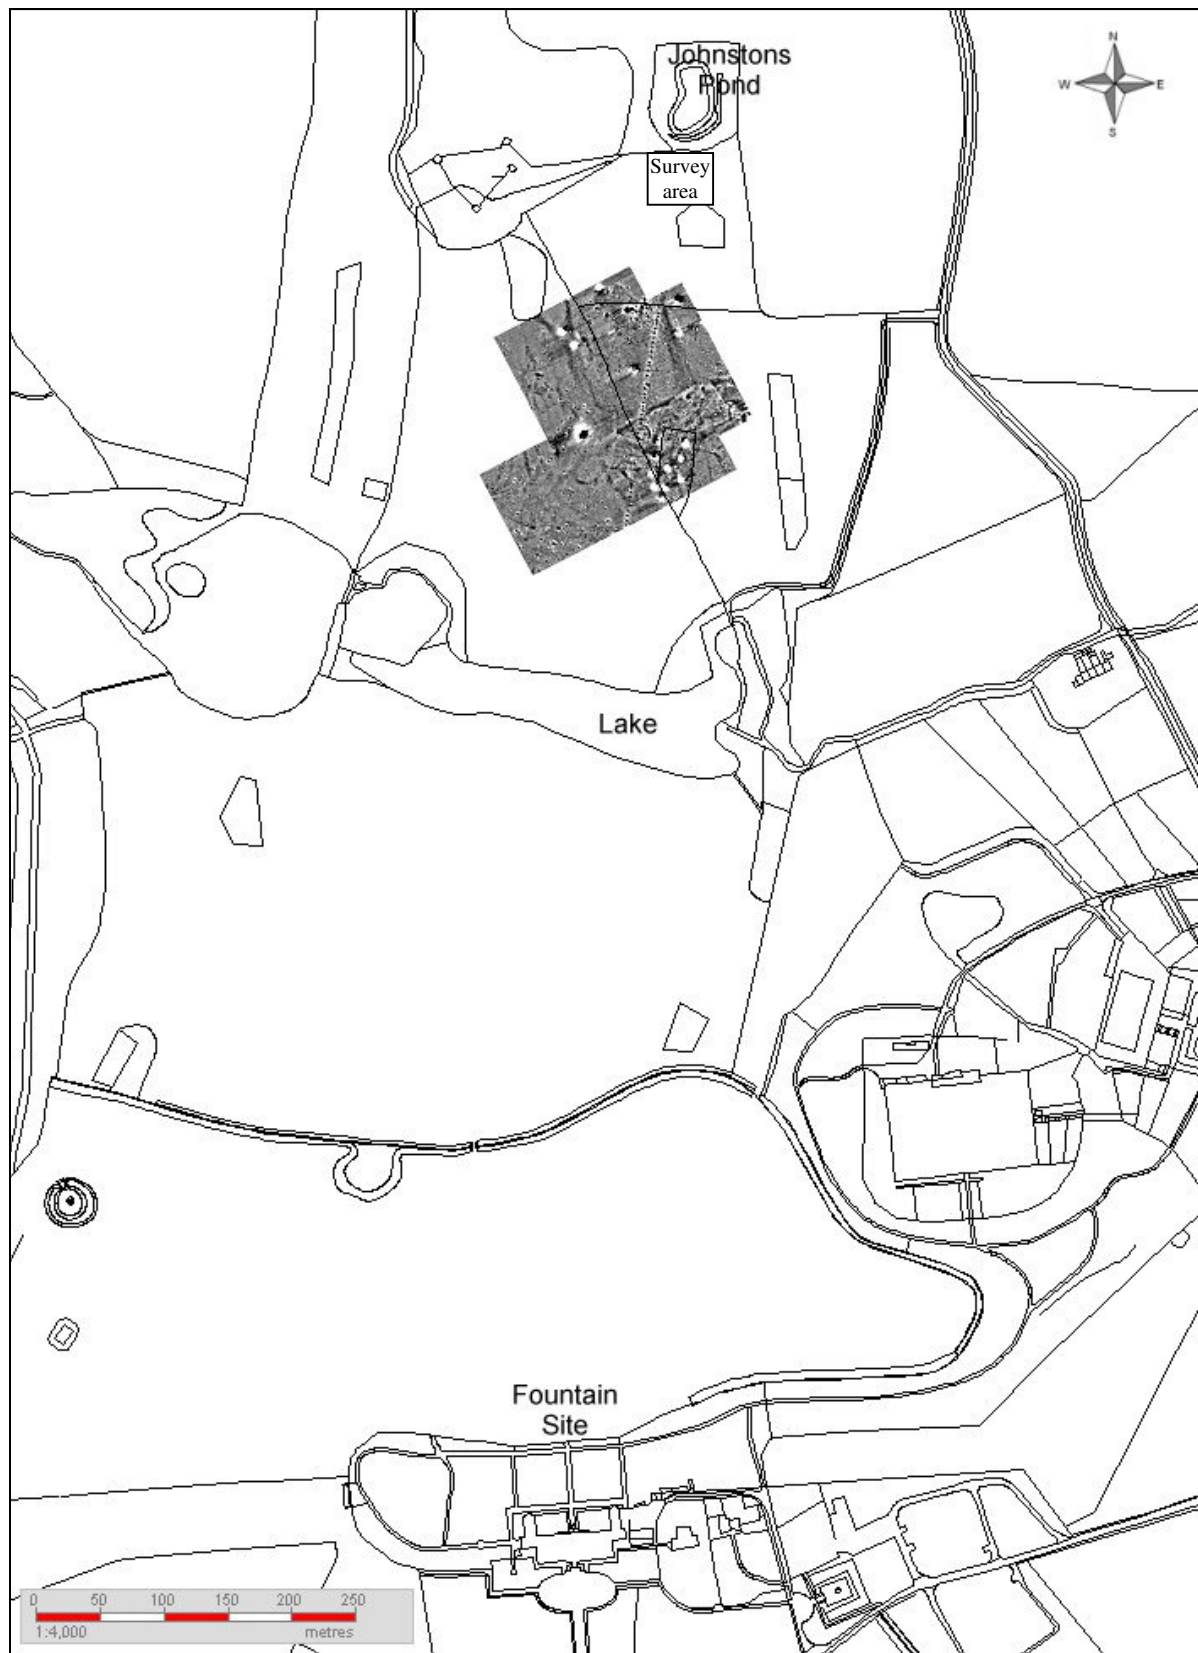 Johnstons
Pond
N
W E
S
Survey
area
Lake
Fountain
Site
0 50 100 150 200 250
1:4,000 metres